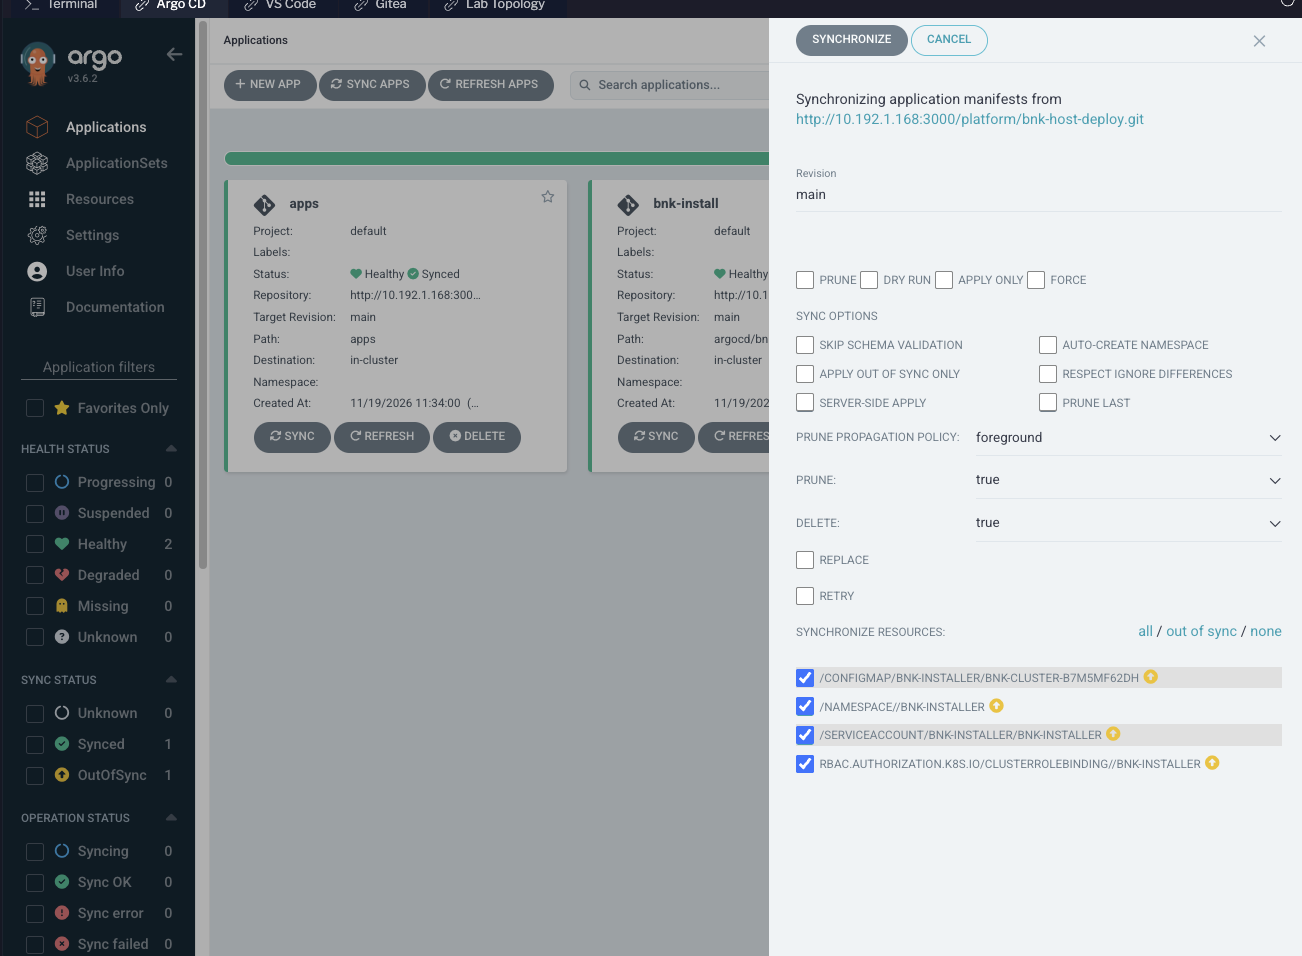 Terminal
Argo CD
VS Code
Gitea
Lab Topology
argo
v3.6.2
Applications
ApplicationSets
Resources
Settings
User Info
Documentation
Application filters
Favorites Only
HEALTH STATUS
Progressing 0
Suspended 0
Healthy 2
Degraded 0
Missing 0
Unknown 0
SYNC STATUS
Unknown 0
Synced 1
OutOfSync 1
OPERATION STATUS
Syncing 0
Sync OK 0
Sync error 0
Sync failed 0
Applications
+ NEW APP
SYNC APPS
REFRESH APPS
Search applications...
apps
Project: default
Labels:
Status: Healthy Synced
Repository: http://10.192.1.168:300...
Target Revision: main
Path: apps
Destination: in-cluster
Namespace:
Created At: 11/19/2026 11:34:00 (...
SYNC
REFRESH
DELETE
bnk-install
Project: default
Labels:
Status: Healthy
Repository: http://10.1
Target Revision: main
Path: argocd/bn
Destination: in-cluster
Namespace:
Created At: 11/19/202
SYNC
REFRES
SYNCHRONIZE
CANCEL
Synchronizing application manifests from
http://10.192.1.168:3000/platform/bnk-host-deploy.git
Revision
main
PRUNE DRY RUN APPLY ONLY FORCE
SYNC OPTIONS
SKIP SCHEMA VALIDATION AUTO-CREATE NAMESPACE
APPLY OUT OF SYNC ONLY RESPECT IGNORE DIFFERENCES
SERVER-SIDE APPLY PRUNE LAST
PRUNE PROPAGATION POLICY: foreground
PRUNE: true
DELETE: true
REPLACE
RETRY
SYNCHRONIZE RESOURCES: all / out of sync / none
/CONFIGMAP/BNK-INSTALLER/BNK-CLUSTER-B7M5MF62DH
/NAMESPACE//BNK-INSTALLER
/SERVICEACCOUNT/BNK-INSTALLER/BNK-INSTALLER
RBAC.AUTHORIZATION.K8S.IO/CLUSTERROLEBINDING//BNK-INSTALLER